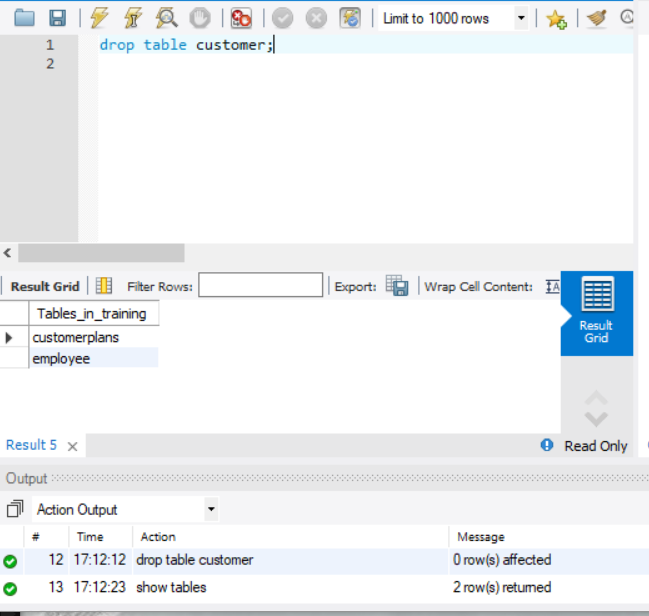 Limit to 1000 rows
1 drop table customer;
2
Result Grid Filter Rows: Export: Wrap Cell Content: IA
Result
Grid
Tables_in_training
customerplans
employee
Result 5 × Read Only
Output
Action Output
# Time Action Message
12 17:12:12 drop table customer 0 row(s) affected
13 17:12:23 show tables 2 row(s) returned